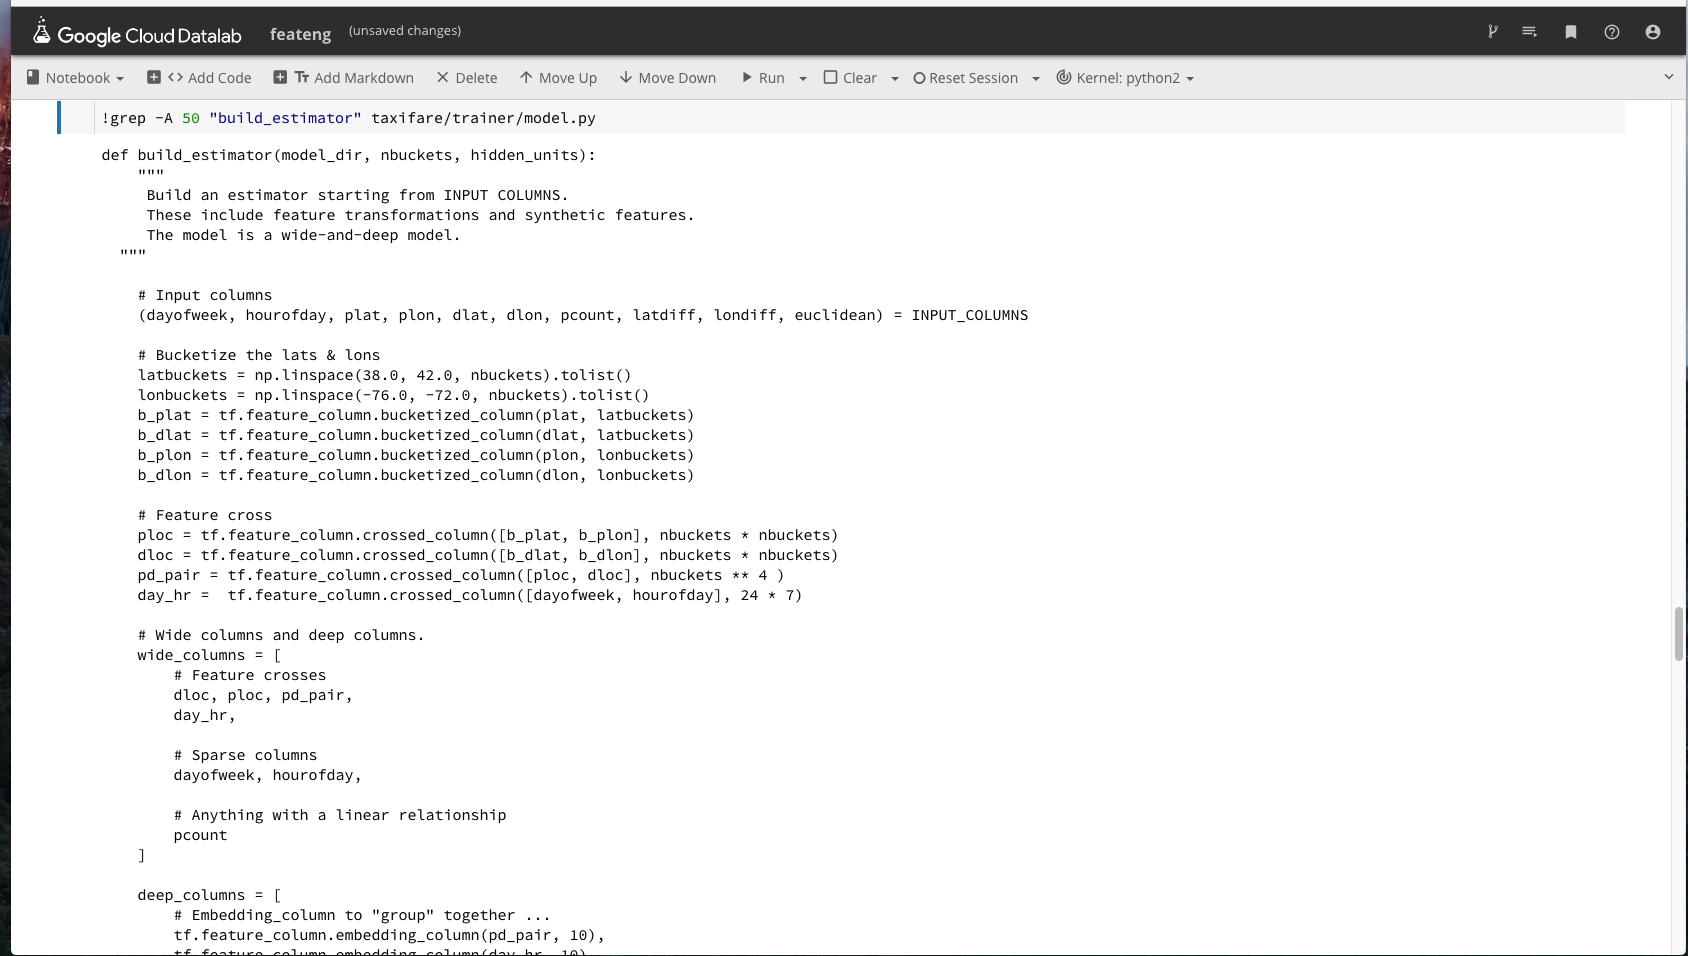 Google Cloud Datalab feateng (unsaved changes)
Notebook <> Add Code Tт Add Markdown Delete Move Up Move Down Run Clear Reset Session Kernel: python2
!grep -A 50 "build_estimator" taxifare/trainer/model.py
def build_estimator(model_dir, nbuckets, hidden_units):
    """
     Build an estimator starting from INPUT COLUMNS.
     These include feature transformations and synthetic features.
     The model is a wide-and-deep model.
  """
    # Input columns
    (dayofweek, hourofday, plat, plon, dlat, dlon, pcount, latdiff, londiff, euclidean) = INPUT_COLUMNS
    # Bucketize the lats & lons
    latbuckets = np.linspace(38.0, 42.0, nbuckets).tolist()
    lonbuckets = np.linspace(-76.0, -72.0, nbuckets).tolist()
    b_plat = tf.feature_column.bucketized_column(plat, latbuckets)
    b_dlat = tf.feature_column.bucketized_column(dlat, latbuckets)
    b_plon = tf.feature_column.bucketized_column(plon, lonbuckets)
    b_dlon = tf.feature_column.bucketized_column(dlon, lonbuckets)
    # Feature cross
    ploc = tf.feature_column.crossed_column([b_plat, b_plon], nbuckets * nbuckets)
    dloc = tf.feature_column.crossed_column([b_dlat, b_dlon], nbuckets * nbuckets)
    pd_pair = tf.feature_column.crossed_column([ploc, dloc], nbuckets ** 4 )
    day_hr =  tf.feature_column.crossed_column([dayofweek, hourofday], 24 * 7)
    # Wide columns and deep columns.
    wide_columns = [
        # Feature crosses
        dloc, ploc, pd_pair,
        day_hr,
        # Sparse columns
        dayofweek, hourofday,
        # Anything with a linear relationship
        pcount
    ]
    deep_columns = [
        # Embedding_column to "group" together ...
        tf.feature_column.embedding_column(pd_pair, 10),
        tf.feature_column.embedding_column(day_hr, 10)